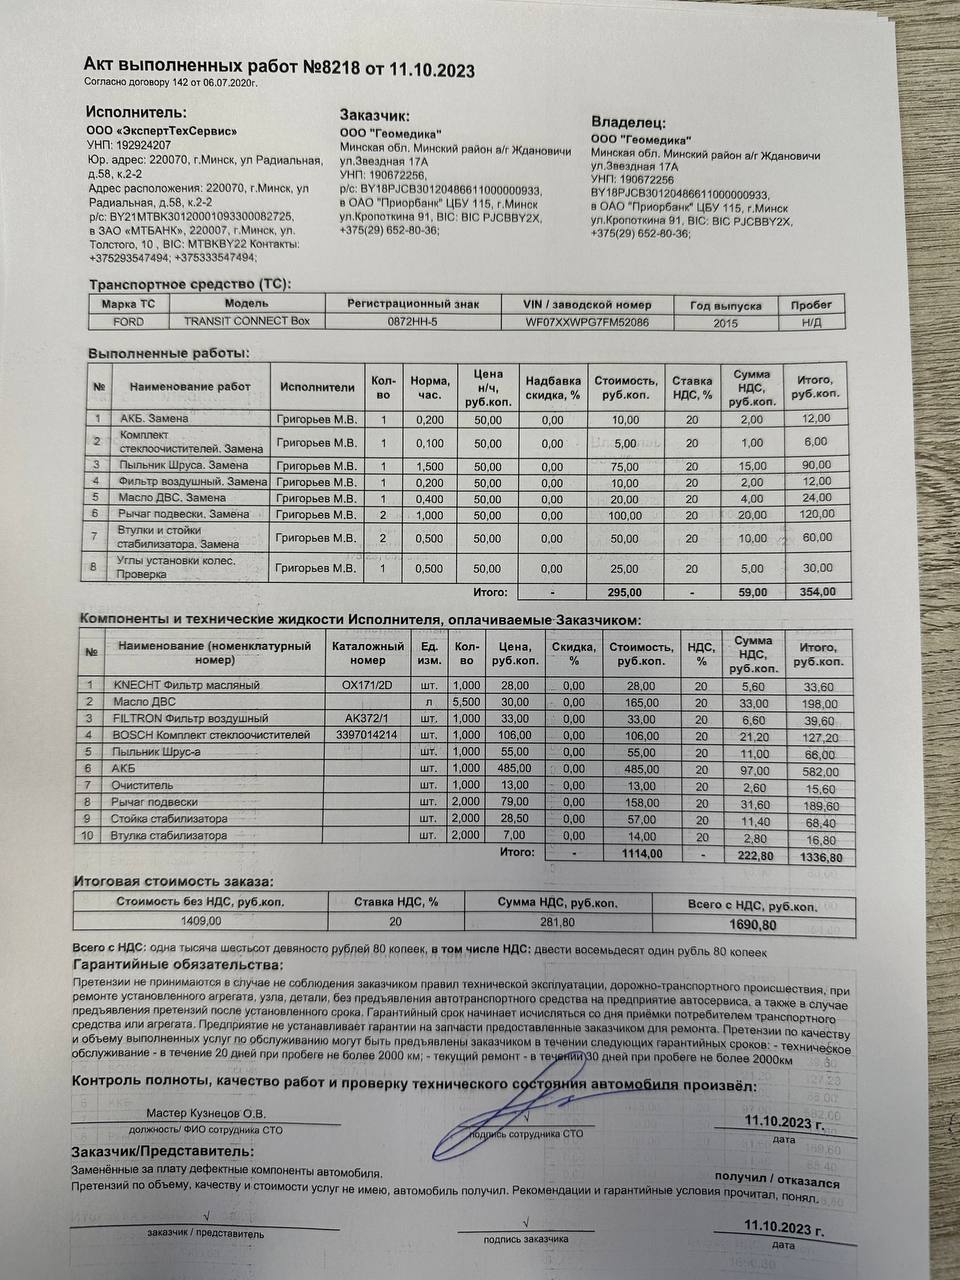 Акт выполненных работ №8218 от 11.10.2023
Согласно договору 142 от 06.07.2020г.
Исполнитель:
ООО «ЭкспертТехСервис»
УНП: 192924207
Юр. адрес: 220070, г.Минск, ул Радиальная,
д.58, к.2-2
Адрес расположения: 220070, г.Минск, ул
Радиальная, д.58, к.2-2
р/с: BY21MTBK30120001093300082725,
в ЗАО «МТБАНК», 220007, г.Минск, ул.
Толстого, 10 , BIC: MTBKBY22 Контакты:
+375293547494; +375333547494;
Заказчик:
ООО "Геомедика"
Минская обл. Минский район а/г Ждановичи
ул.Звездная 17А
УНП: 190672256,
р/с: BY18PJCB30120486611000000933,
в ОАО "Приорбанк" ЦБУ 115, г.Минск
ул.Кропоткина 91, BIC: BIC PJCBBY2X,
+375(29) 652-80-36;
Владелец:
ООО "Геомедика"
Минская обл. Минский район а/г Ждановичи
ул.Звездная 17А
УНП: 190672256
BY18PJCB30120486611000000933,
в ОАО "Приорбанк" ЦБУ 115, г.Минск
ул.Кропоткина 91, BIC: BIC PJCBBY2X,
+375(29) 652-80-36;
Транспортное средство (ТС):
Марка ТС Модель Регистрационный знак VIN / заводской номер Год выпуска Пробег
FORD TRANSIT CONNECT Box 0872HH-5 WF07XXWPG7FM52086 2015 Н/Д
Выполненные работы:
№ Наименование работ Исполнители Кол-во Норма, час. Цена н/ч, руб.коп. Надбавка скидка, % Стоимость, руб.коп. Ставка НДС, % Сумма НДС, руб.коп. Итого, руб.коп.
1 АКБ. Замена Григорьев М.В. 1 0,200 50,00 0,00 10,00 20 2,00 12,00
2 Комплект стеклоочистителей. Замена Григорьев М.В. 1 0,100 50,00 0,00 5,00 20 1,00 6,00
3 Пыльник Шруса. Замена Григорьев М.В. 1 1,500 50,00 0,00 75,00 20 15,00 90,00
4 Фильтр воздушный. Замена Григорьев М.В. 1 0,200 50,00 0,00 10,00 20 2,00 12,00
5 Масло ДВС. Замена Григорьев М.В. 1 0,400 50,00 0,00 20,00 20 4,00 24,00
6 Рычаг подвески. Замена Григорьев М.В. 2 1,000 50,00 0,00 100,00 20 20,00 120,00
7 Втулки и стойки стабилизатора. Замена Григорьев М.В. 2 0,500 50,00 0,00 50,00 20 10,00 60,00
8 Углы установки колес. Проверка Григорьев М.В. 1 0,500 50,00 0,00 25,00 20 5,00 30,00
Итого: - 295,00 - 59,00 354,00
Компоненты и технические жидкости Исполнителя, оплачиваемые Заказчиком:
№ Наименование (номенклатурный номер) Каталожный номер Ед. изм. Кол-во Цена, руб.коп. Скидка, % Стоимость, руб.коп. НДС, % Сумма НДС, руб.коп. Итого, руб.коп.
1 KNECHT Фильтр масляный OX171/2D шт. 1,000 28,00 0,00 28,00 20 5,60 33,60
2 Масло ДВС л 5,500 30,00 0,00 165,00 20 33,00 198,00
3 FILTRON Фильтр воздушный AK372/1 шт. 1,000 33,00 0,00 33,00 20 6,60 39,60
4 BOSCH Комплект стеклоочистителей 3397014214 шт. 1,000 106,00 0,00 106,00 20 21,20 127,20
5 Пыльник Шрус-а шт. 1,000 55,00 0,00 55,00 20 11,00 66,00
6 АКБ шт. 1,000 485,00 0,00 485,00 20 97,00 582,00
7 Очиститель шт. 1,000 13,00 0,00 13,00 20 2,60 15,60
8 Рычаг подвески шт. 2,000 79,00 0,00 158,00 20 31,60 189,60
9 Стойка стабилизатора шт. 2,000 28,50 0,00 57,00 20 11,40 68,40
10 Втулка стабилизатора шт. 2,000 7,00 0,00 14,00 20 2,80 16,80
Итого: - 1114,00 - 222,80 1336,80
Итоговая стоимость заказа:
Стоимость без НДС, руб.коп. Ставка НДС, % Сумма НДС, руб.коп. Всего с НДС, руб.коп.
1409,00 20 281,80 1690,80
Всего с НДС: одна тысяча шестьсот девяносто рублей 80 копеек, в том числе НДС: двести восемьдесят один рубль 80 копеек
Гарантийные обязательства:
Претензии не принимаются в случае не соблюдения заказчиком правил технической эксплуатации, дорожно-транспортного происшествия, при
ремонте установленного агрегата, узла, детали, без предъявления автотранспортного средства на предприятие автосервиса, а также в случае
предъявления претензий после установленного срока. Гарантийный срок начинает исчисляться со дня приёмки потребителем транспортного
средства или агрегата. Предприятие не устанавливает гарантии на запчасти предоставленные заказчиком для ремонта. Претензии по качеству
и объему выполненных услуг по обслуживанию могут быть предъявлены заказчиком в течении следующих гарантийных сроков: - техническое
обслуживание - в течение 20 дней при пробеге не более 2000 км; - текущий ремонт - в течении 30 дней при пробеге не более 2000км
Контроль полноты, качество работ и проверку технического состояния автомобиля произвёл:
Мастер Кузнецов О.В. √ 11.10.2023 г.
должность/ ФИО сотрудника СТО подпись сотрудника СТО дата
Заказчик/Представитель:
Заменённые за плату дефектные компоненты автомобиля. получил / отказался
Претензий по объему, качеству и стоимости услуг не имею, автомобиль получил. Рекомендации и гарантийные условия прочитал, понял.
√ √ 11.10.2023 г.
заказчик / представитель подпись заказчика дата